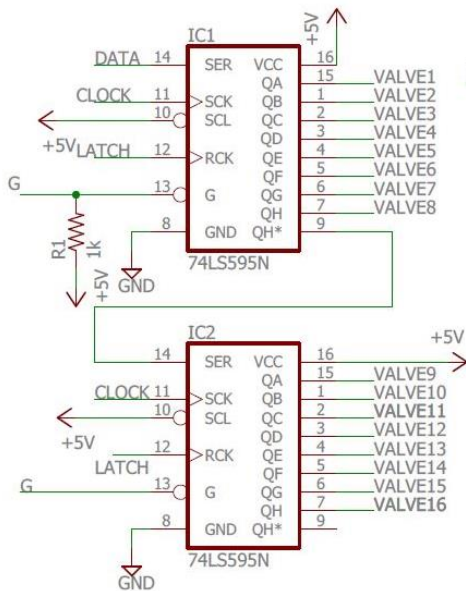 IC1
+5V
DATA 14 SER VCC 16
QA 15 VALVE1
CLOCK 11 SCK QB 1 VALVE2
10 SCL QC 2 VALVE3
+5V QD 3 VALVE4
LATCH 12 RCK QE 4 VALVE5
QF 5 VALVE6
G 13 G QG 6 VALVE7
QH 7 VALVE8
8 GND QH* 9
R1 1k
+5V
GND
74LS595N
IC2
+5V
14 SER VCC 16
QA 15 VALVE9
CLOCK 11 SCK QB 1 VALVE10
10 SCL QC 2 VALVE11
+5V QD 3 VALVE12
LATCH 12 RCK QE 4 VALVE13
QF 5 VALVE14
G 13 G QG 6 VALVE15
QH 7 VALVE16
8 GND QH* 9
GND
74LS595N